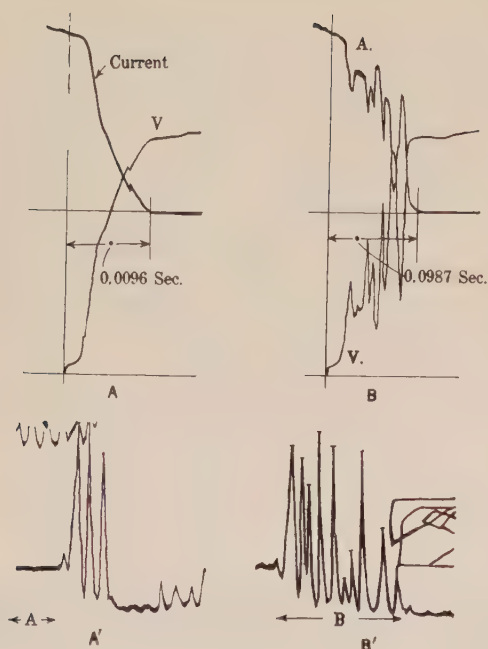 Current
V
0.0096 Sec.
A
A.
0.0987 Sec.
V.
B
A
A'
B
B'